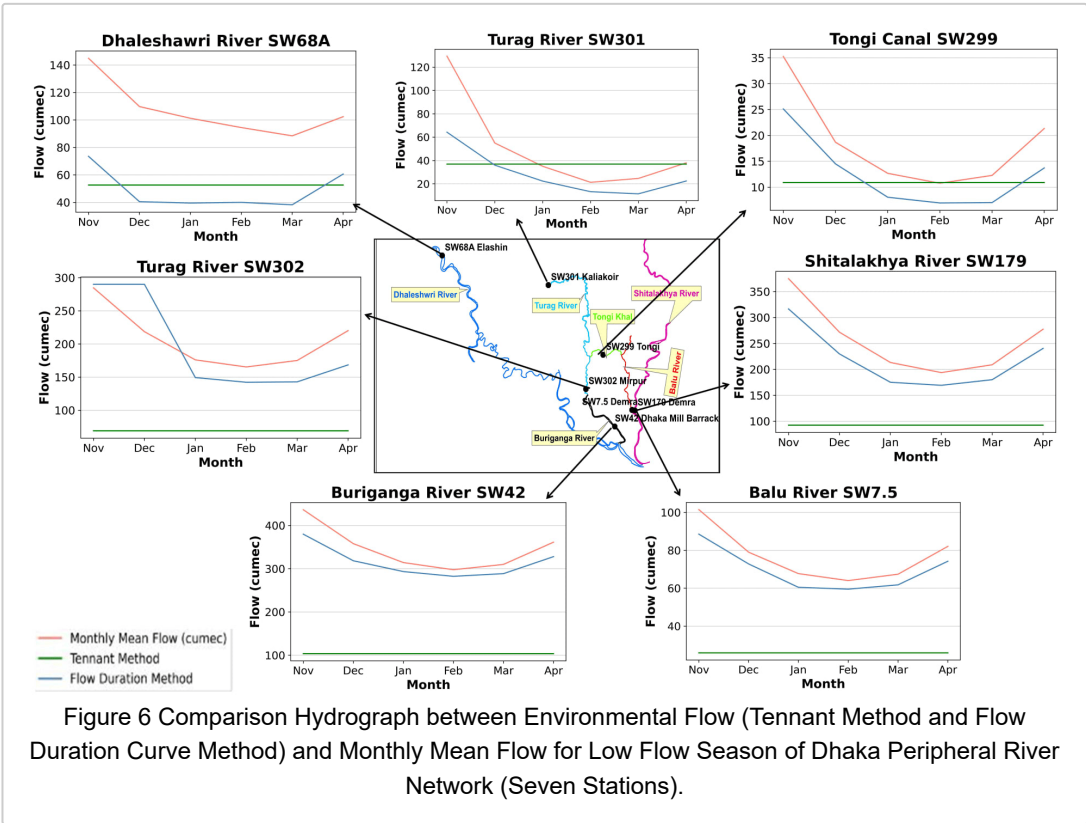 Dhaleshawri River SW68A
Flow (cumec)
140
120
100
80
60
40
Nov Dec Jan Feb Mar Apr
Month
Turag River SW301
Flow (cumec)
120
100
80
60
40
20
Nov Dec Jan Feb Mar Apr
Month
Tongi Canal SW299
Flow (cumec)
35
30
25
20
15
10
Nov Dec Jan Feb Mar Apr
Month
Turag River SW302
Flow (cumec)
300
250
200
150
100
Nov Dec Jan Feb Mar Apr
Month
SW68A Elashin
SW301 Kaliakoir
Dhaleshwri River
Turag River
Shitalakhya River
Tongi Khal
SW299 Tongi
Balu River
SW302 Mirpur
SW7.5 Demra
SW179 Demra
SW42 Dhaka Mill Barrack
Buriganga River
Shitalakhya River SW179
Flow (cumec)
350
300
250
200
150
100
Nov Dec Jan Feb Mar Apr
Month
Buriganga River SW42
Flow (cumec)
400
300
200
100
Nov Dec Jan Feb Mar Apr
Month
Balu River SW7.5
Flow (cumec)
100
80
60
40
Nov Dec Jan Feb Mar Apr
Month
Monthly Mean Flow (cumec)
Tennant Method
Flow Duration Method
Figure 6 Comparison Hydrograph between Environmental Flow (Tennant Method and Flow
Duration Curve Method) and Monthly Mean Flow for Low Flow Season of Dhaka Peripheral River
Network (Seven Stations).